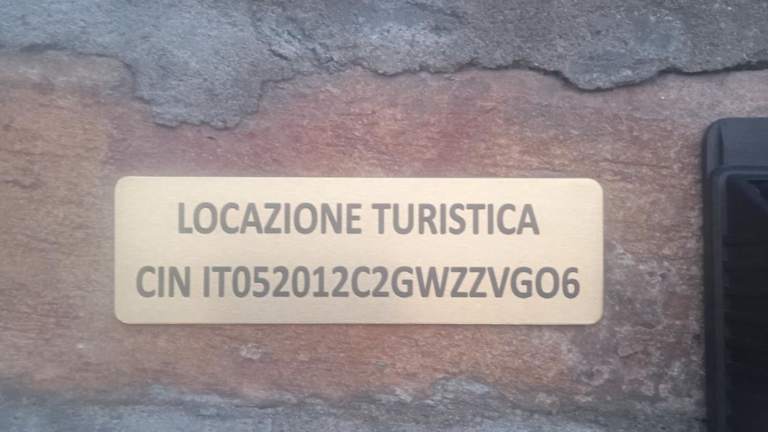 LOCAZIONE TURISTICA
CIN IT052012C2GWZZVGO6